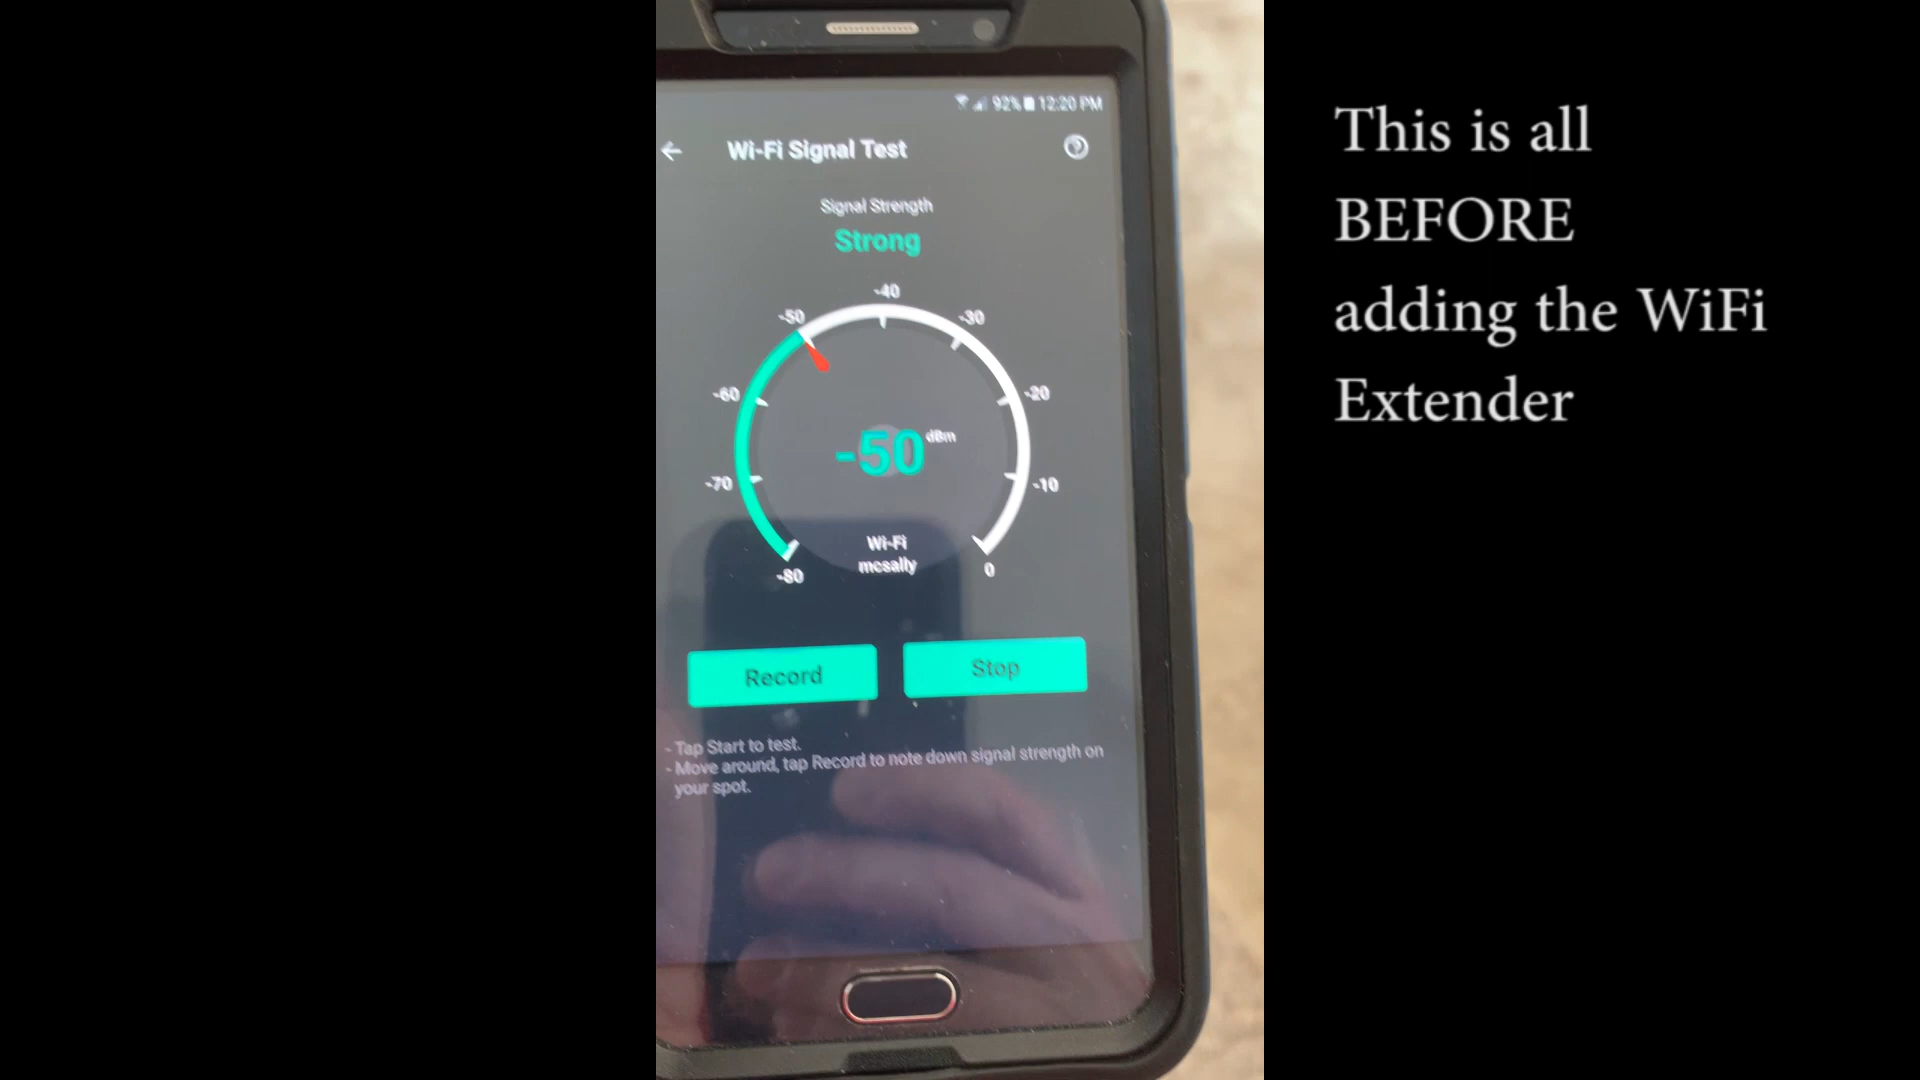 92% 12:20 PM
Wi-Fi Signal Test
Signal Strength
Strong
-40
-50
-30
-60
-20
-50 dBm
-70
-10
Wi-Fi
mcsally
-80
0
Record
Stop
- Tap Start to test.
- Move around, tap Record to note down signal strength on
your spot.
This is all
BEFORE
adding the WiFi
Extender